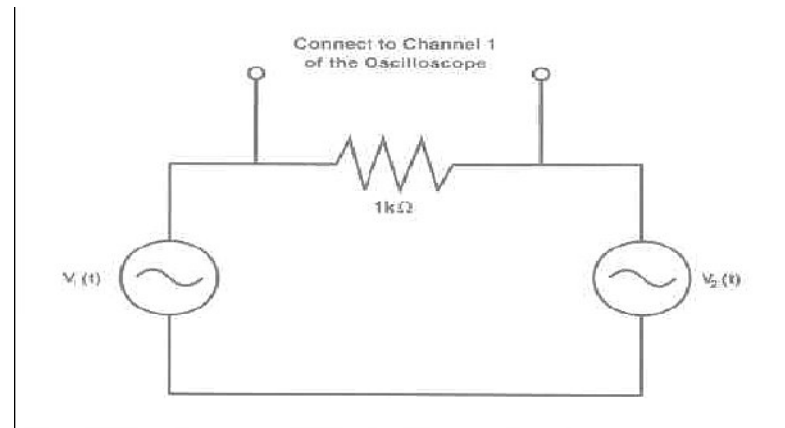 Connect to Channel 1
of the Oscilloscope
1kΩ
V₁ (t)
V₂ (t)